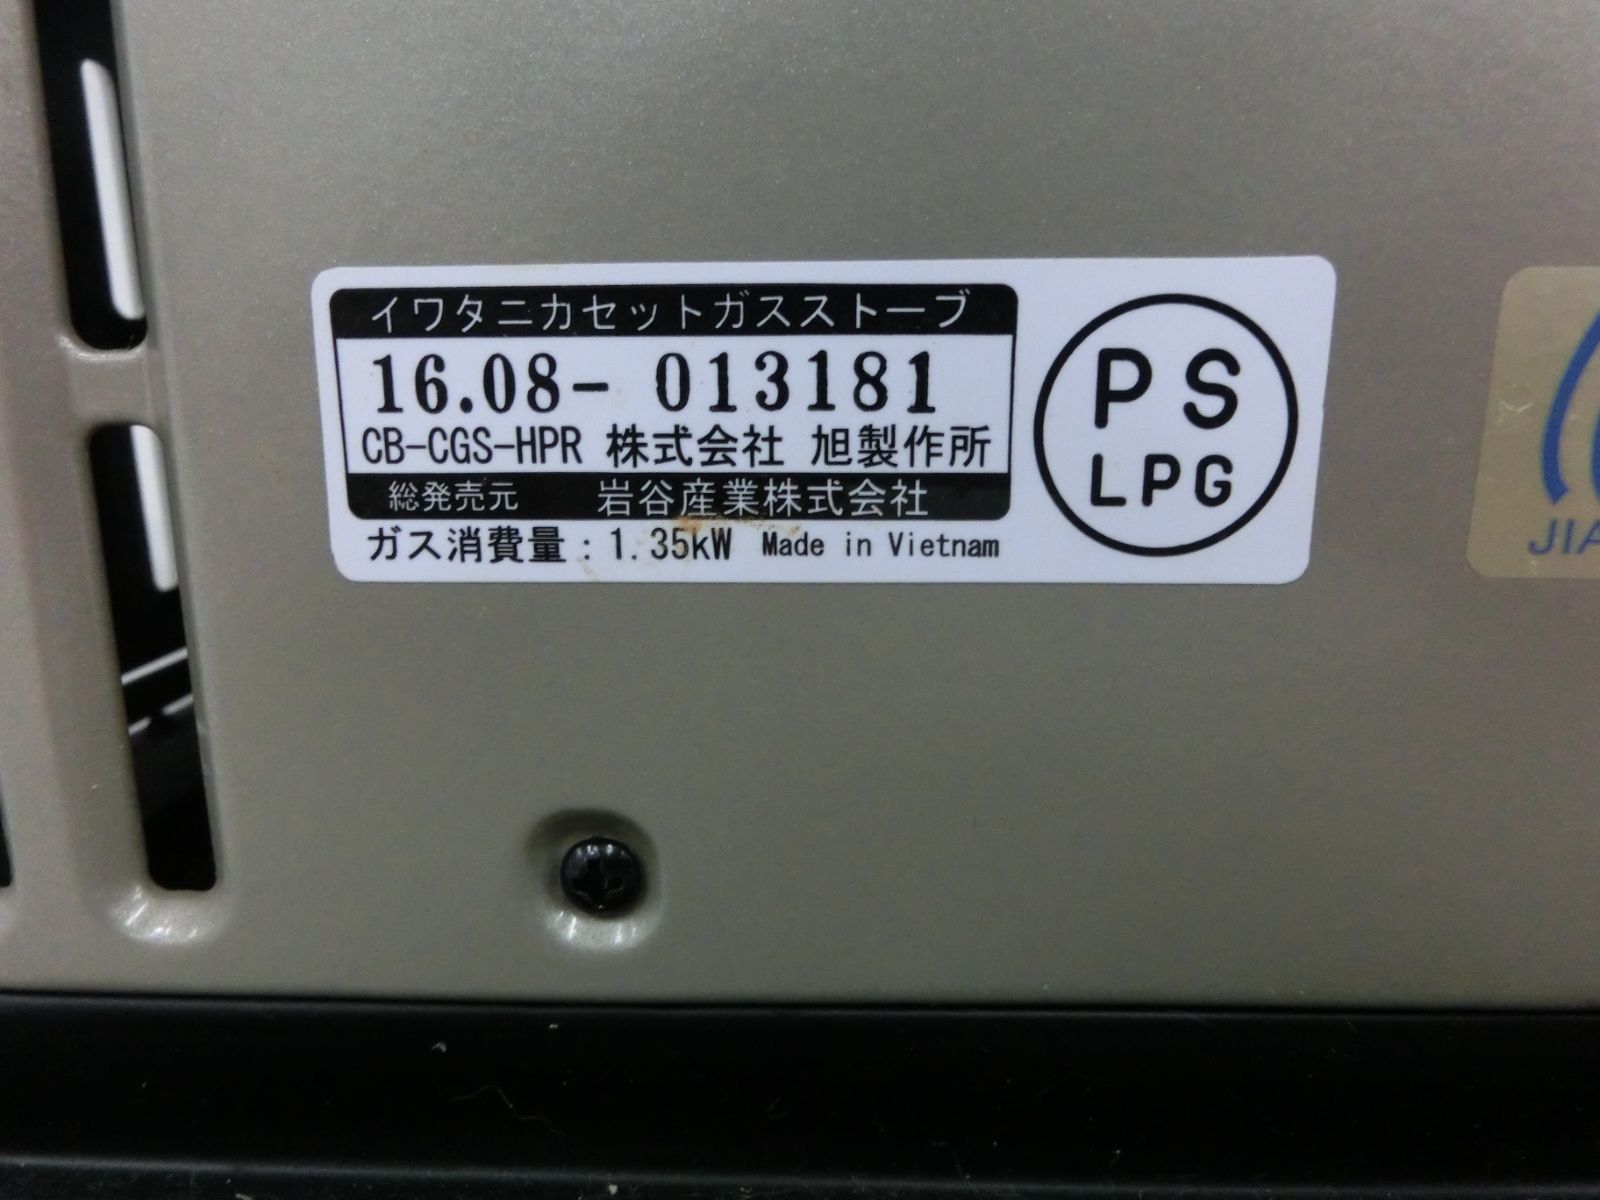 イワタニカセットガスストーブ
16.08- 013181
CB-CGS-HPR 株式会社 旭製作所
総発売元 岩谷産業株式会社
ガス消費量：1.35kW Made in Vietnam
PS
LPG
JIA